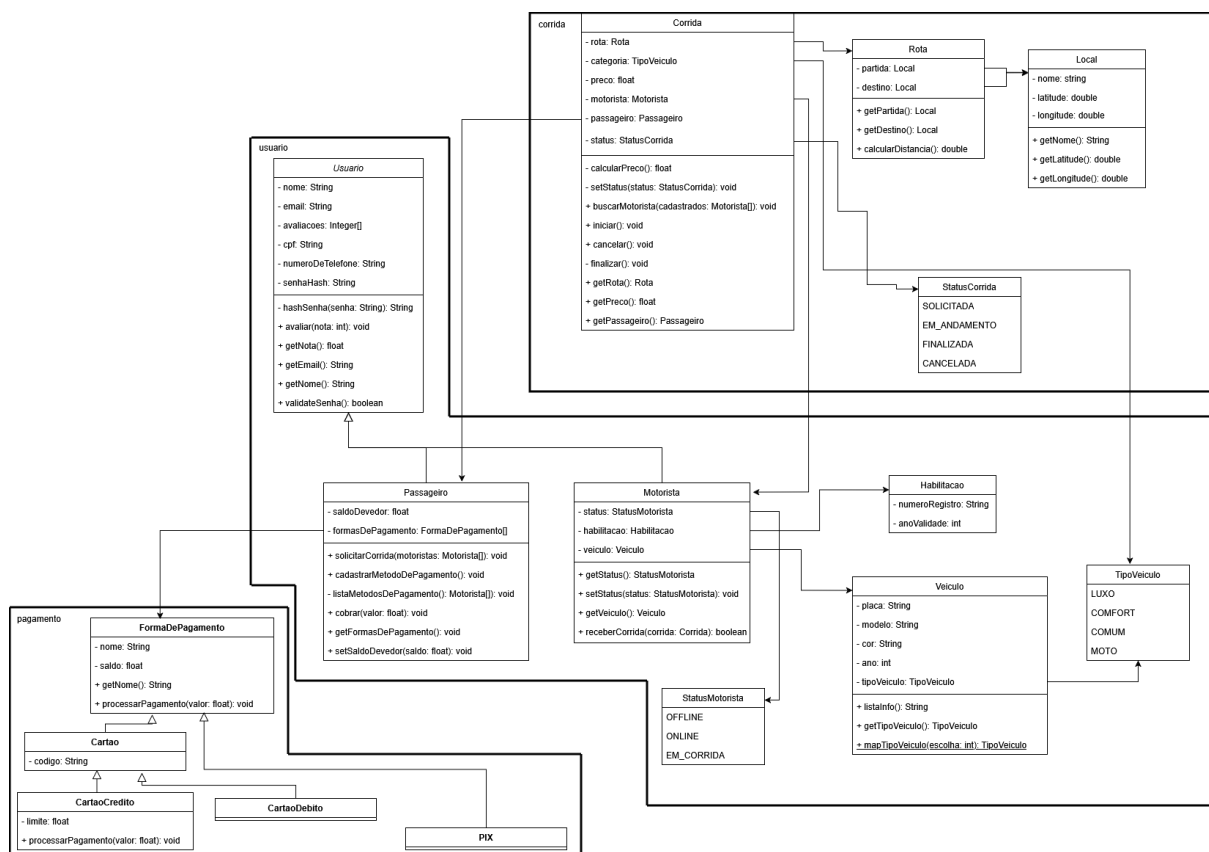 corrida
Corrida
- rota: Rota
- categoria: TipoVeiculo
- preco: float
- motorista: Motorista
- passageiro: Passageiro
- status: StatusCorrida
- calcularPreco(): float
- setStatus(status: StatusCorrida): void
+ buscarMotorista(cadastrados: Motorista[]): void
+ iniciar(): void
+ cancelar(): void
- finalizar(): void
+ getRota(): Rota
+ getPreco(): float
+ getPassageiro(): Passageiro
Rota
- partida: Local
- destino: Local
+ getPartida(): Local
+ getDestino(): Local
+ calcularDistancia(): double
Local
- nome: string
- latitude: double
- longitude: double
+ getNome(): String
+ getLatitude(): double
+ getLongitude(): double
StatusCorrida
SOLICITADA
EM_ANDAMENTO
FINALIZADA
CANCELADA
usuario
Usuario
- nome: String
- email: String
- avaliacoes: Integer[]
- cpf: String
- numeroDeTelefone: String
- senhaHash: String
- hashSenha(senha: String): String
+ avaliar(nota: int): void
+ getNota(): float
+ getEmail(): String
+ getNome(): String
+ validateSenha(): boolean
Passageiro
- saldoDevedor: float
- formasDePagamento: FormaDePagamento[]
+ solicitarCorrida(motoristas: Motorista[]): void
+ cadastrarMetodoDePagamento(): void
- listaMetodosDePagamento(): Motorista[]): void
+ cobrar(valor: float): void
+ getFormasDePagamento(): void
+ setSaldoDevedor(saldo: float): void
Motorista
- status: StatusMotorista
- habilitacao: Habilitacao
- veiculo: Veiculo
+ getStatus(): StatusMotorista
+ setStatus(status: StatusMotorista): void
+ getVeiculo(): Veiculo
+ receberCorrida(corrida: Corrida): boolean
Habilitacao
- numeroRegistro: String
- anoValidade: int
Veiculo
- placa: String
- modelo: String
- cor: String
- ano: int
- tipoVeiculo: TipoVeiculo
+ listaInfo(): String
+ getTipoVeiculo(): TipoVeiculo
+ mapTipoVeiculo(escolha: int): TipoVeiculo
TipoVeiculo
LUXO
COMFORT
COMUM
MOTO
StatusMotorista
OFFLINE
ONLINE
EM_CORRIDA
pagamento
FormaDePagamento
- nome: String
- saldo: float
+ getNome(): String
+ processarPagamento(valor: float): void
Cartao
- codigo: String
CartaoCredito
- limite: float
+ processarPagamento(valor: float): void
CartaoDebito
PIX